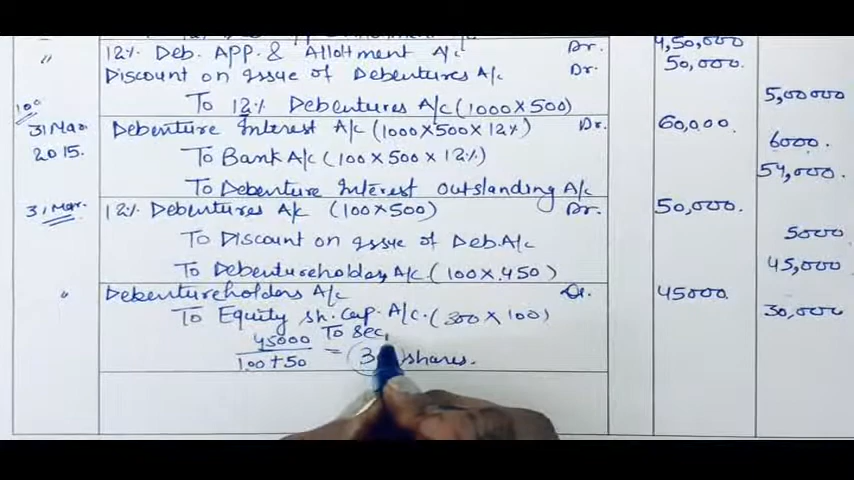 " 12% Deb. App. & Allotment A/c Dr. 4,50,000
Discount on Issue of Debentures A/c Dr. 50,000.
To 12% Debentures A/c (1000 x 500) 5,00000
100
31 Mar 2015. Debenture Interest A/c (1000x500x12%) Dr. 60,000.
To Bank A/c (100 x 500 x 12%) 6000.
To Debenture Interest outstanding A/c 54,000.
31 Mar. 12% Debentures A/c (100x500) Dr. 50,000.
To Discount on Issue of Deb. A/c 5000
To Debentureholders A/c (100 x 450) 45,000
" Debentureholders A/c Dr. 45000.
To Equity sh. Cap. A/c. (300 x 100) 30,000
To Sec
45000
100+50 = shares.